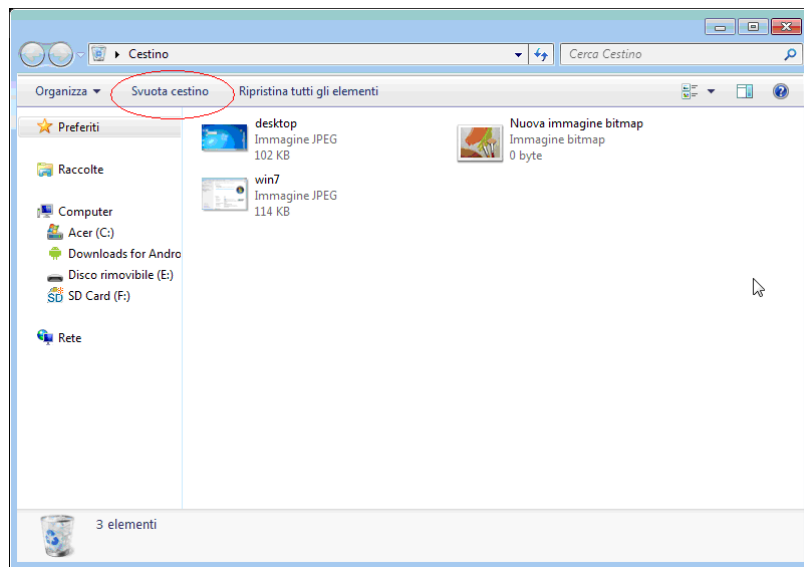 Cestino
Cerca Cestino
Organizza
Svuota cestino
Ripristina tutti gli elementi
Preferiti
Raccolte
Computer
Acer (C:)
Downloads for Andro
Disco rimovibile (E:)
SD Card (F:)
Rete
desktop
Immagine JPEG
102 KB
Nuova immagine bitmap
Immagine bitmap
0 byte
win7
Immagine JPEG
114 KB
3 elementi